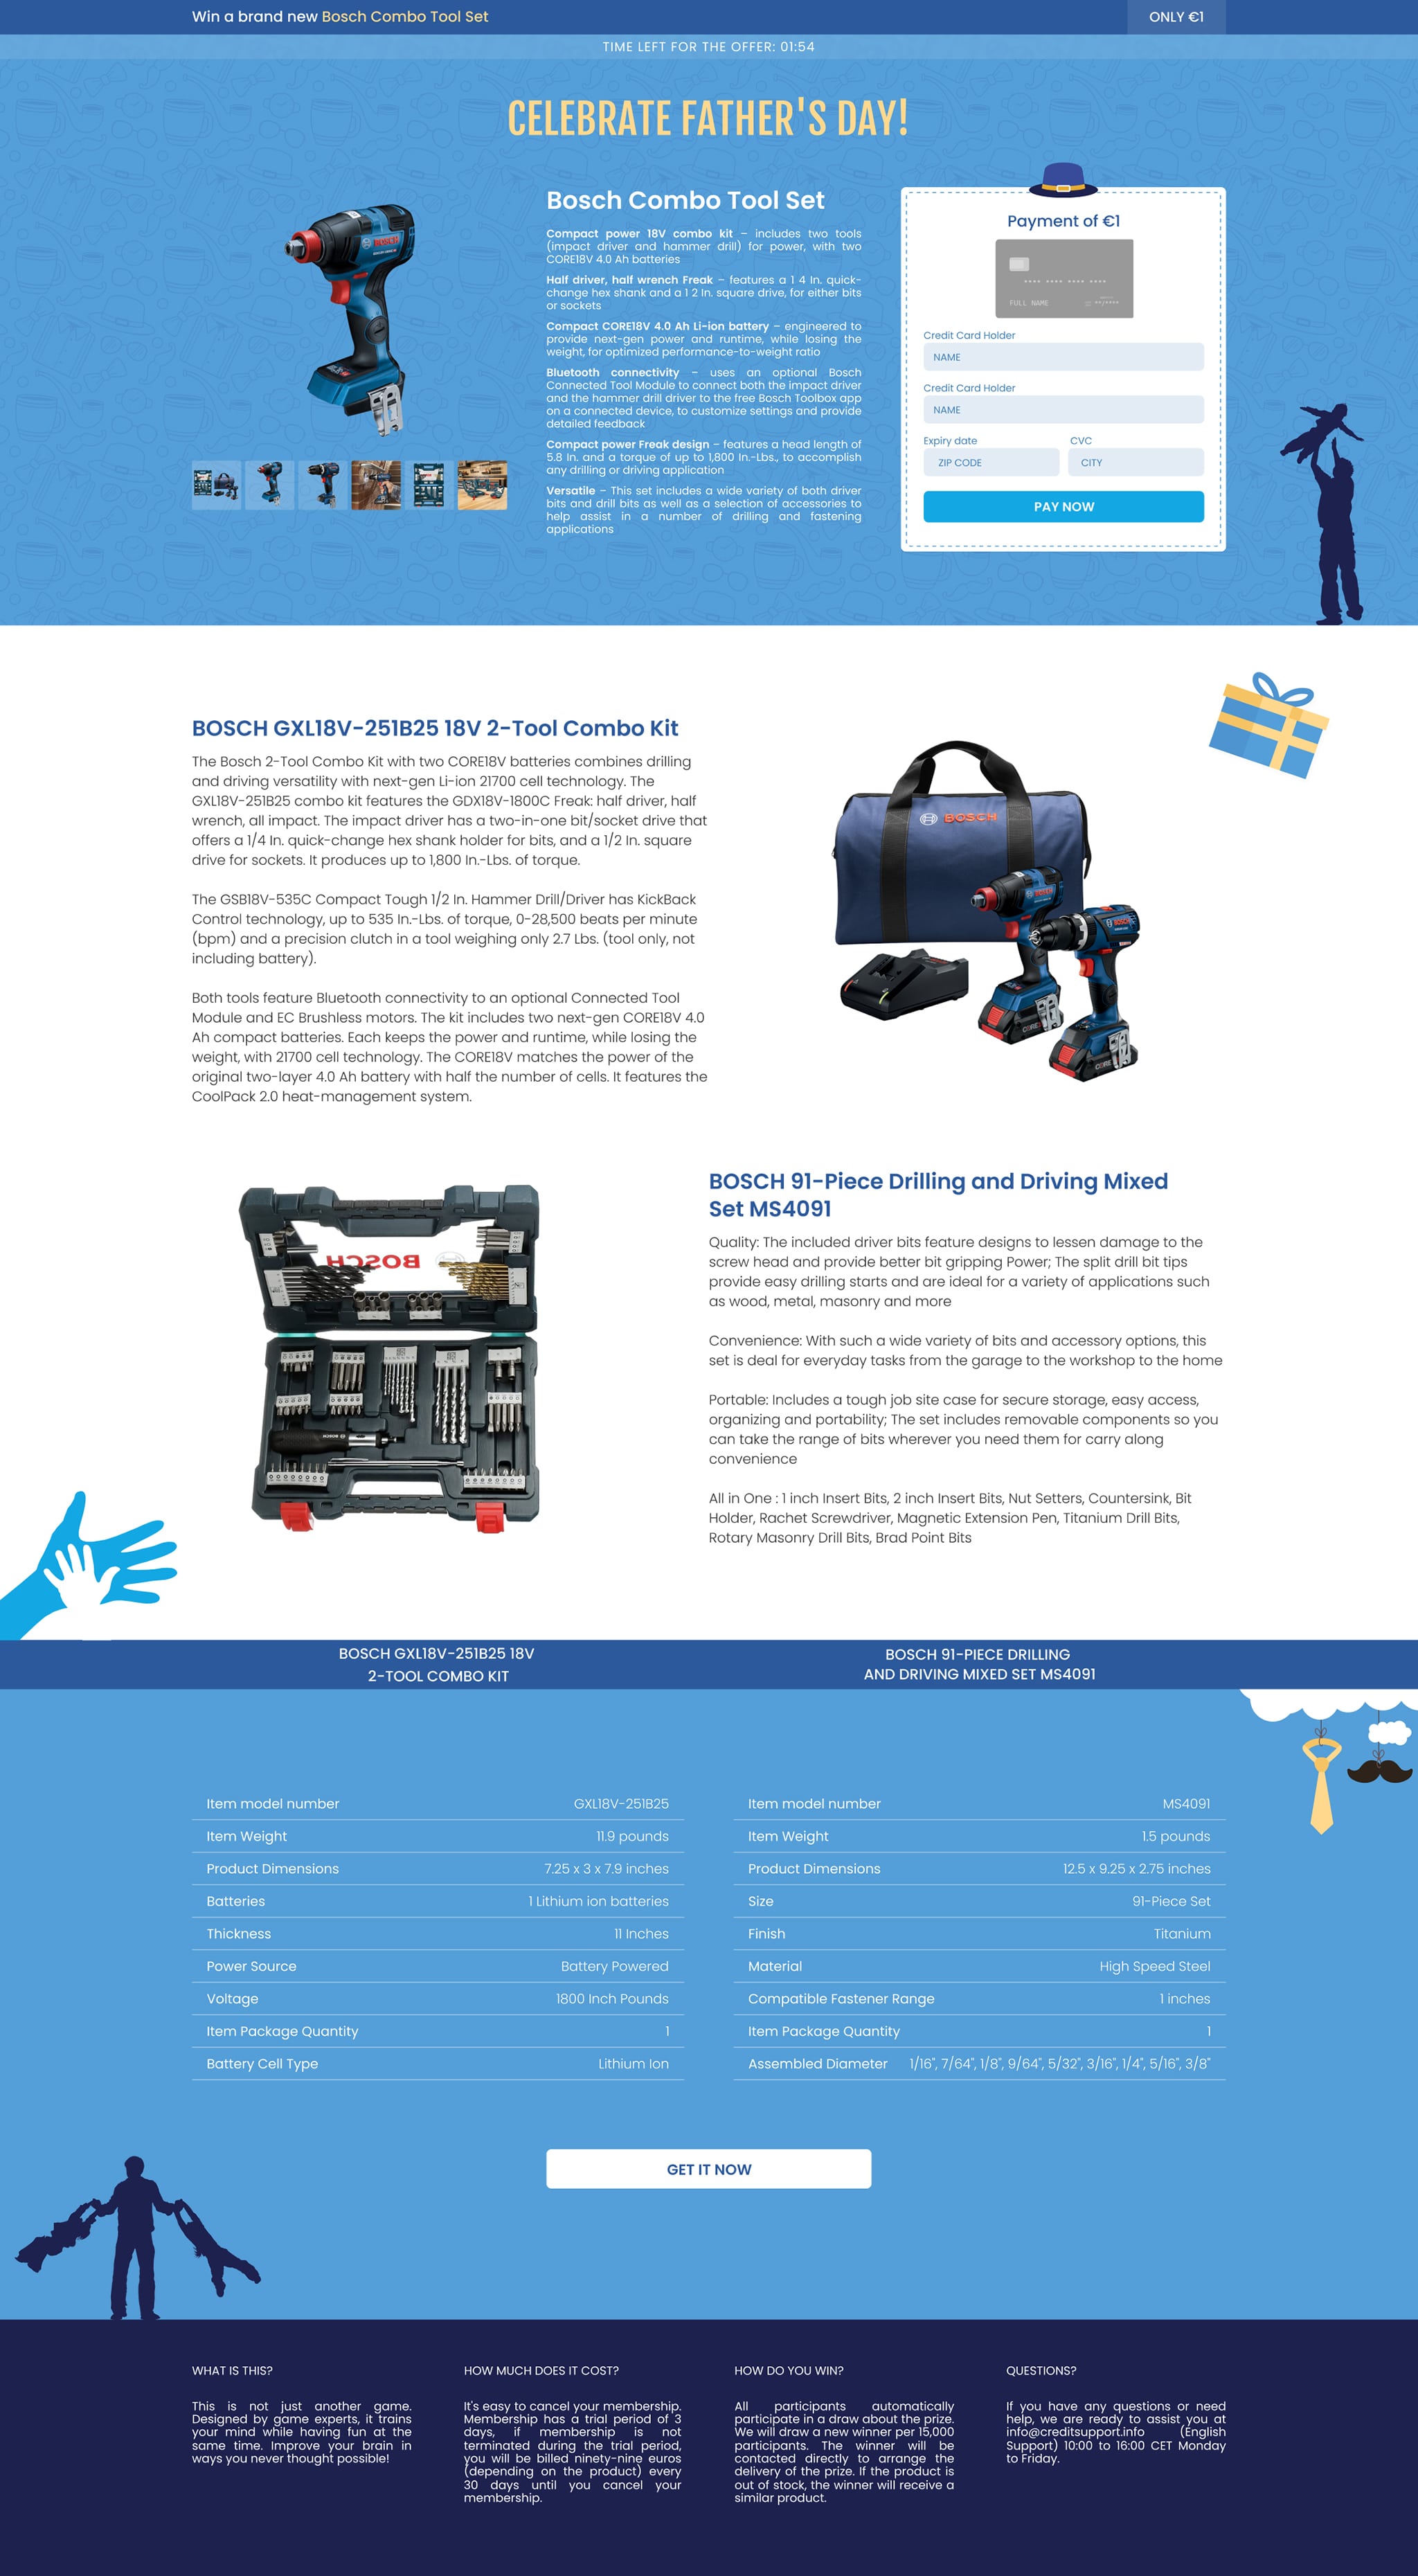 Win a brand new Bosch Combo Tool Set
ONLY €1
TIME LEFT FOR THE OFFER: 01:54
CELEBRATE FATHER'S DAY!
Bosch Combo Tool Set
Compact power 18V combo kit – includes two tools
(impact driver and hammer drill) for power, with two
CORE18V 4.0 Ah batteries
Half driver, half wrench Freak – features a 1 4 In. quick-
change hex shank and a 1 2 In. square drive, for either bits
or sockets
Compact CORE18V 4.0 Ah Li-ion battery – engineered to
provide next-gen power and runtime, while losing the
weight, for optimized performance-to-weight ratio
Bluetooth connectivity – uses an optional Bosch
Connected Tool Module to connect both the impact driver
and the hammer drill driver to the free Bosch Toolbox app
on a connected device, to customize settings and provide
detailed feedback
Compact power Freak design – features a head length of
5.8 In. and a torque of up to 1,800 In.-Lbs., to accomplish
any drilling or driving application
Versatile – This set includes a wide variety of both driver
bits and drill bits as well as a selection of accessories to
help assist in a number of drilling and fastening
applications
Payment of €1
FULL NAME
Credit Card Holder
NAME
Credit Card Holder
NAME
Expiry date
CVC
ZIP CODE
CITY
PAY NOW
BOSCH GXL18V-251B25 18V 2-Tool Combo Kit
The Bosch 2-Tool Combo Kit with two CORE18V batteries combines drilling
and driving versatility with next-gen Li-ion 21700 cell technology. The
GXL18V-251B25 combo kit features the GDX18V-1800C Freak: half driver, half
wrench, all impact. The impact driver has a two-in-one bit/socket drive that
offers a 1/4 In. quick-change hex shank holder for bits, and a 1/2 In. square
drive for sockets. It produces up to 1,800 In.-Lbs. of torque.
The GSB18V-535C Compact Tough 1/2 In. Hammer Drill/Driver has KickBack
Control technology, up to 535 In.-Lbs. of torque, 0-28,500 beats per minute
(bpm) and a precision clutch in a tool weighing only 2.7 Lbs. (tool only, not
including battery).
Both tools feature Bluetooth connectivity to an optional Connected Tool
Module and EC Brushless motors. The kit includes two next-gen CORE18V 4.0
Ah compact batteries. Each keeps the power and runtime, while losing the
weight, with 21700 cell technology. The CORE18V matches the power of the
original two-layer 4.0 Ah battery with half the number of cells. It features the
CoolPack 2.0 heat-management system.
BOSCH
BOSCH
BOSCH 91-Piece Drilling and Driving Mixed
Set MS4091
Quality: The included driver bits feature designs to lessen damage to the
screw head and provide better bit gripping Power; The split drill bit tips
provide easy drilling starts and are ideal for a variety of applications such
as wood, metal, masonry and more
Convenience: With such a wide variety of bits and accessory options, this
set is deal for everyday tasks from the garage to the workshop to the home
Portable: Includes a tough job site case for secure storage, easy access,
organizing and portability; The set includes removable components so you
can take the range of bits wherever you need them for carry along
convenience
All in One : 1 inch Insert Bits, 2 inch Insert Bits, Nut Setters, Countersink, Bit
Holder, Rachet Screwdriver, Magnetic Extension Pen, Titanium Drill Bits,
Rotary Masonry Drill Bits, Brad Point Bits
BOSCH GXL18V-251B25 18V
2-TOOL COMBO KIT
BOSCH 91-PIECE DRILLING
AND DRIVING MIXED SET MS4091
Item model number GXL18V-251B25
Item Weight 11.9 pounds
Product Dimensions 7.25 x 3 x 7.9 inches
Batteries 1 Lithium ion batteries
Thickness 11 Inches
Power Source Battery Powered
Voltage 1800 Inch Pounds
Item Package Quantity 1
Battery Cell Type Lithium Ion
Item model number MS4091
Item Weight 1.5 pounds
Product Dimensions 12.5 x 9.25 x 2.75 inches
Size 91-Piece Set
Finish Titanium
Material High Speed Steel
Compatible Fastener Range 1 inches
Item Package Quantity 1
Assembled Diameter 1/16", 7/64", 1/8", 9/64", 5/32", 3/16", 1/4", 5/16", 3/8"
GET IT NOW
WHAT IS THIS?
This is not just another game.
Designed by game experts, it trains
your mind while having fun at the
same time. Improve your brain in
ways you never thought possible!
HOW MUCH DOES IT COST?
It's easy to cancel your membership.
Membership has a trial period of 3
days, if membership is not
terminated during the trial period,
you will be billed ninety-nine euros
(depending on the product) every
30 days until you cancel your
membership.
HOW DO YOU WIN?
All participants automatically
participate in a draw about the prize.
We will draw a new winner per 15,000
participants. The winner will be
contacted directly to arrange the
delivery of the prize. If the product is
out of stock, the winner will receive a
similar product.
QUESTIONS?
If you have any questions or need
help, we are ready to assist you at
info@creditsupport.info (English
Support) 10:00 to 16:00 CET Monday
to Friday.